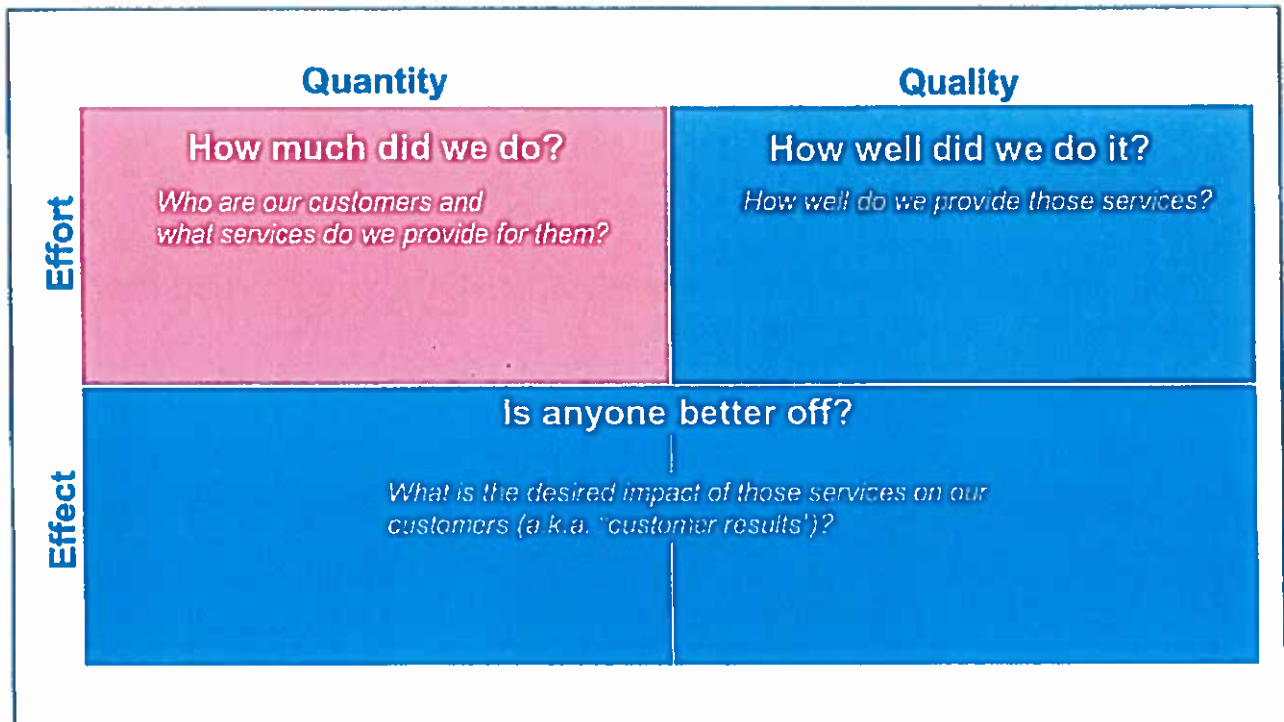 Quantity
Quality
Effort
How much did we do?
Who are our customers and
what services do we provide for them?
How well did we do it?
How well do we provide those services?
Effect
Is anyone better off?
What is the desired impact of those services on our
customers (a.k.a. "customer results')?